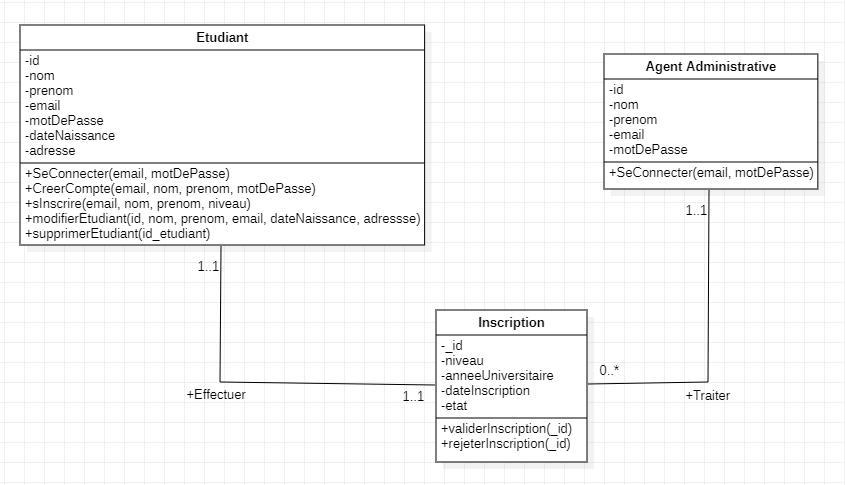 Etudiant
-id
-nom
-prenom
-email
-motDePasse
-dateNaissance
-adresse
+SeConnecter(email, motDePasse)
+CreerCompte(email, nom, prenom, motDePasse)
+sInscrire(email, nom, prenom, niveau)
+modifierEtudiant(id, nom, prenom, email, dateNaissance, adressse)
+supprimerEtudiant(id_etudiant)
Agent Administrative
-id
-nom
-prenom
-email
-motDePasse
+SeConnecter(email, motDePasse)
1..1
1..1
Inscription
-_id
-niveau
-anneeUniversitaire
-dateInscription
-etat
+validerInscription(_id)
+rejeterInscription(_id)
0..*
+Effectuer
1..1
+Traiter